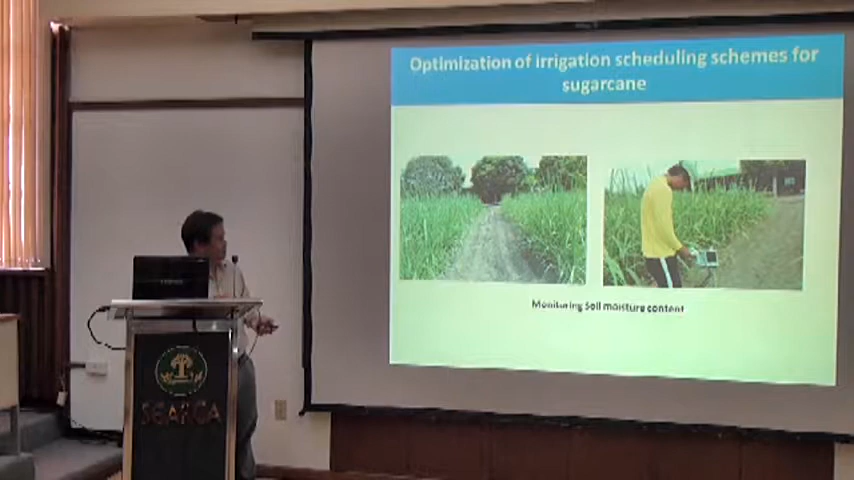 Optimization of irrigation scheduling schemes for
sugarcane
Monitoring Soil moisture content
SEARCA